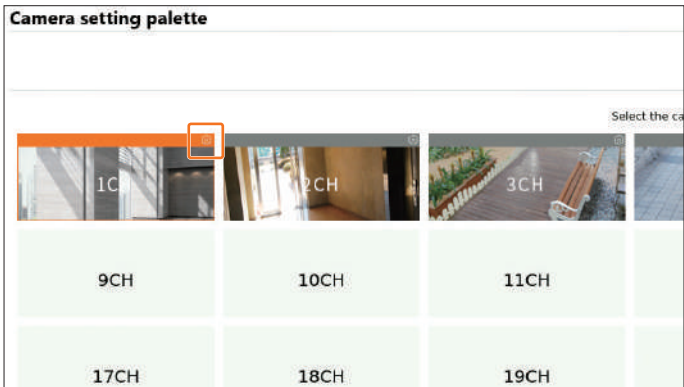 Camera setting palette
Select the ca
1CH
2CH
3CH
9CH
10CH
11CH
17CH
18CH
19CH